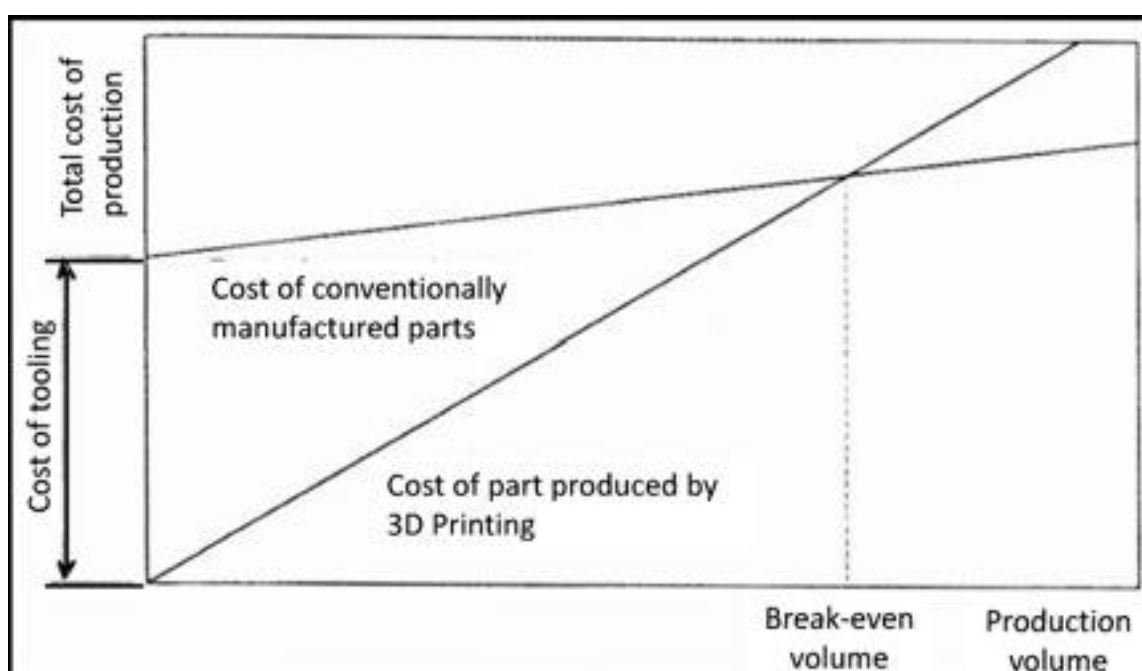 Total cost of
production
Cost of tooling
Cost of conventionally
manufactured parts
Cost of part produced by
3D Printing
Break-even
volume
Production
volume